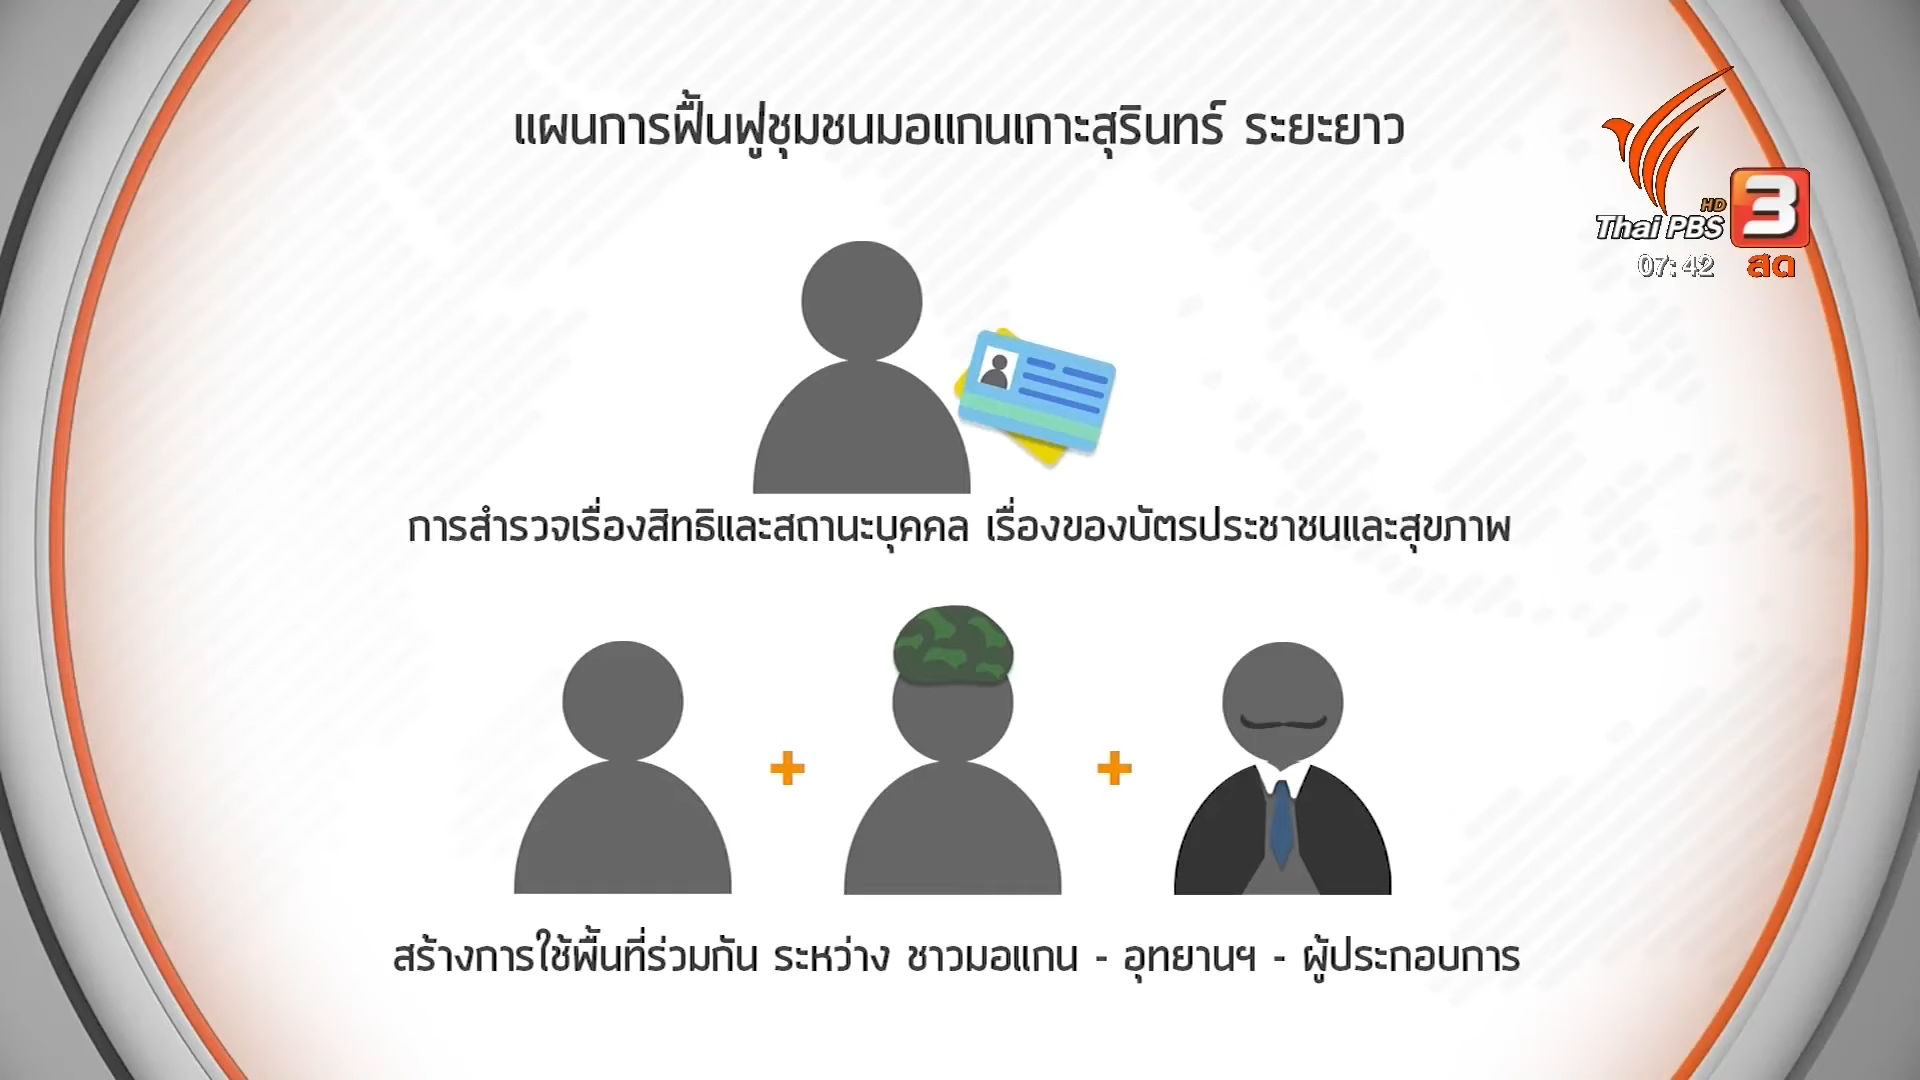 แผนการฟื้นฟูชุมชนมอแกนเกาะสุรินทร์ ระยะยาว
HD
Thai PBS 3
07:42 สด
การสำรวจเรื่องสิทธิและสถานะบุคคล เรื่องของบัตรประชาชนและสุขภาพ
+ +
สร้างการใช้พื้นที่ร่วมกัน ระหว่าง ชาวมอแกน - อุทยานฯ - ผู้ประกอบการ